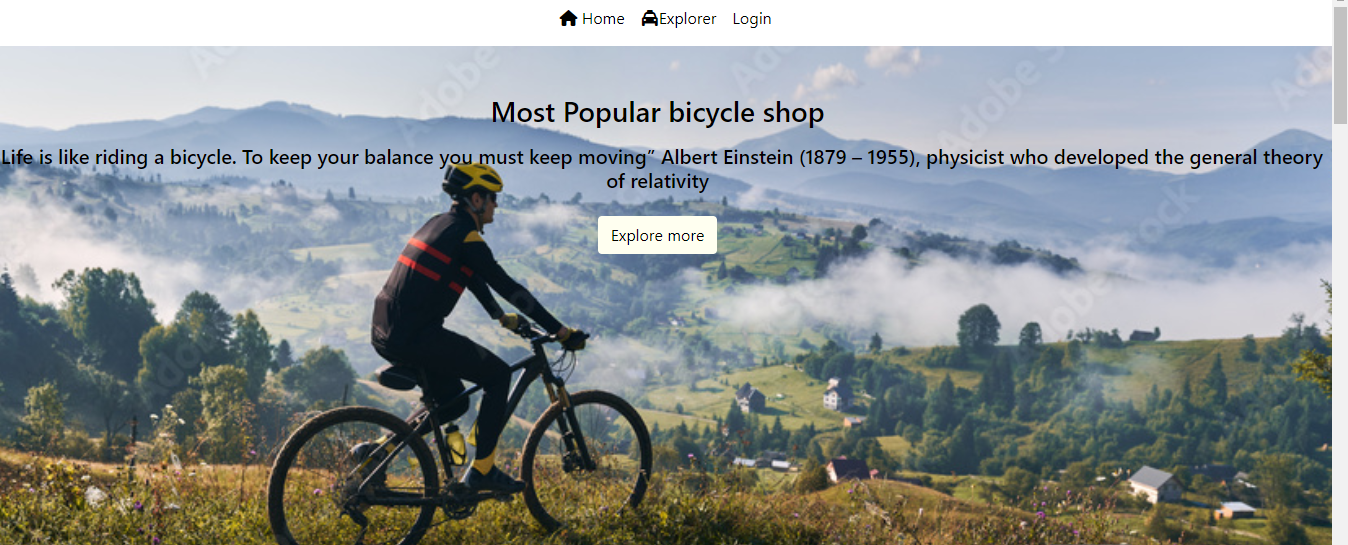 Home Explorer Login
Most Popular bicycle shop
Life is like riding a bicycle. To keep your balance you must keep moving” Albert Einstein (1879 – 1955), physicist who developed the general theory
of relativity
Explore more
Adobe Stock